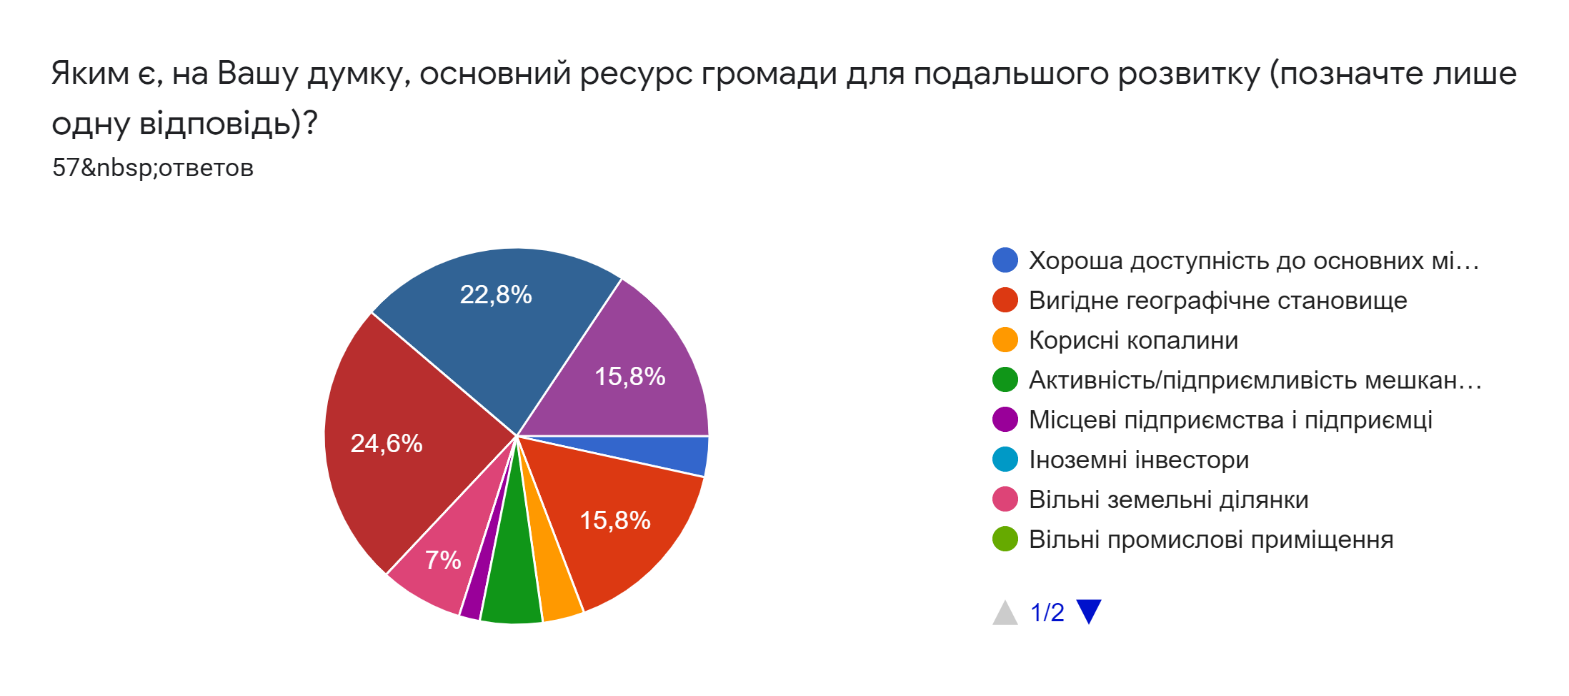 Яким є, на Вашу думку, основний ресурс громади для подальшого розвитку (позначте лише
одну відповідь)?
57&nbsp;ответов
22,8%
15,8%
24,6%
15,8%
7%
Хороша доступність до основних мі…
Вигідне географічне становище
Корисні копалини
Активність/підприємливість мешкан…
Місцеві підприємства і підприємці
Іноземні інвестори
Вільні земельні ділянки
Вільні промислові приміщення
1/2